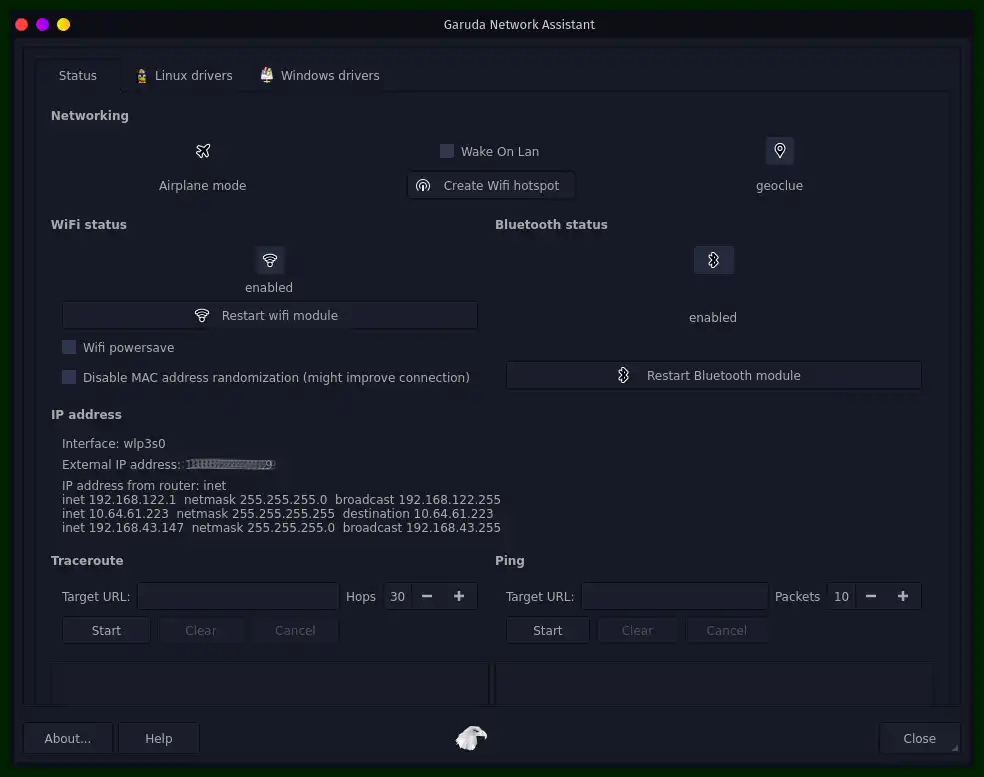 Garuda Network Assistant
Status Linux drivers Windows drivers
Networking
Wake On Lan
Airplane mode Create Wifi hotspot geoclue
WiFi status Bluetooth status
enabled
Restart wifi module
enabled
Wifi powersave
Disable MAC address randomization (might improve connection)
Restart Bluetooth module
IP address
Interface: wlp3s0
External IP address:
IP address from router: inet
inet 192.168.122.1 netmask 255.255.255.0 broadcast 192.168.122.255
inet 10.64.61.223 netmask 255.255.255.255 destination 10.64.61.223
inet 192.168.43.147 netmask 255.255.255.0 broadcast 192.168.43.255
Traceroute Ping
Target URL: Hops 30 − + Target URL: Packets 10 − +
Start Clear Cancel Start Clear Cancel
About... Help Close